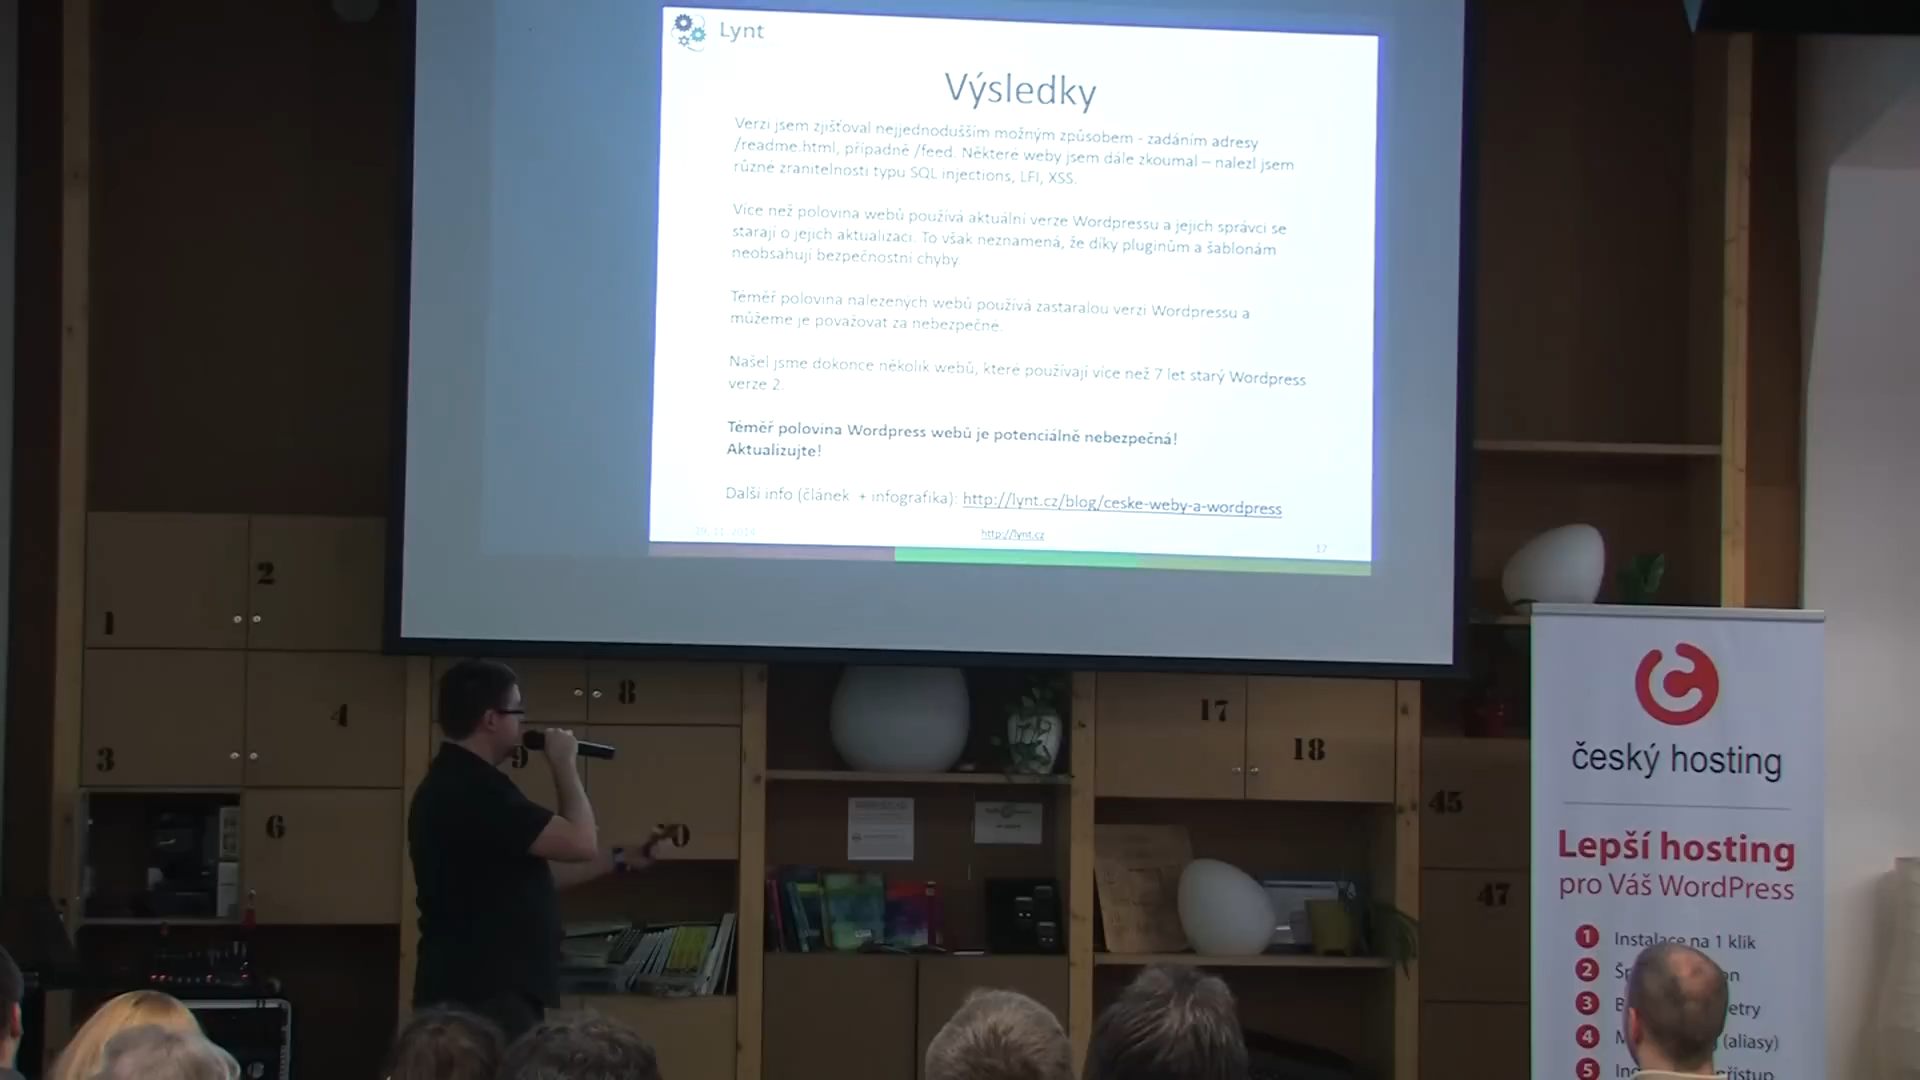 Lynt
Výsledky
Verzi jsem zjišťoval nejjednodušším možným způsobem - zadáním adresy
/readme.html, případně /feed. Některé weby jsem dále zkoumal – nalezl jsem
různé zranitelnosti typu SQL injections, LFI, XSS.
Více než polovina webů používá aktuální verze Wordpressu a jejich správci se
starají o jejich aktualizaci. To však neznamená, že díky pluginům a šablonám
neobsahují bezpečnostní chyby.
Téměř polovina nalezených webů používá zastaralou verzi Wordpressu a
můžeme je považovat za nebezpečné.
Našel jsme dokonce několik webů, které používají více než 7 let starý Wordpress
verze 2.
Téměř polovina Wordpress webů je potenciálně nebezpečná!
Aktualizujte!
Další info (článek + infografika): http://lynt.cz/blog/ceske-weby-a-wordpress
29. 11. 2014
http://lynt.cz
17
1
2
3
4
6
8
9
17
18
45
47
český hosting
Lepší hosting
pro Váš WordPress
1 Instalace na 1 klik
2
3
4 (aliasy)
5